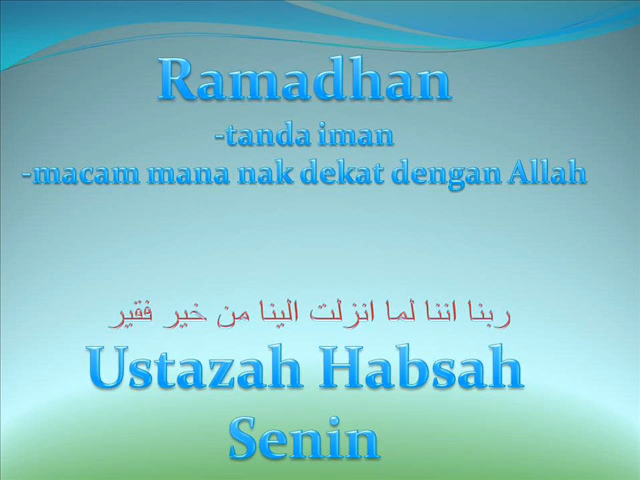 Ramadhan
-tanda iman
-macam mana nak dekat dengan Allah
ربنا اننا لما انزلت الينا من خير فقير
Ustazah Habsah
Senin